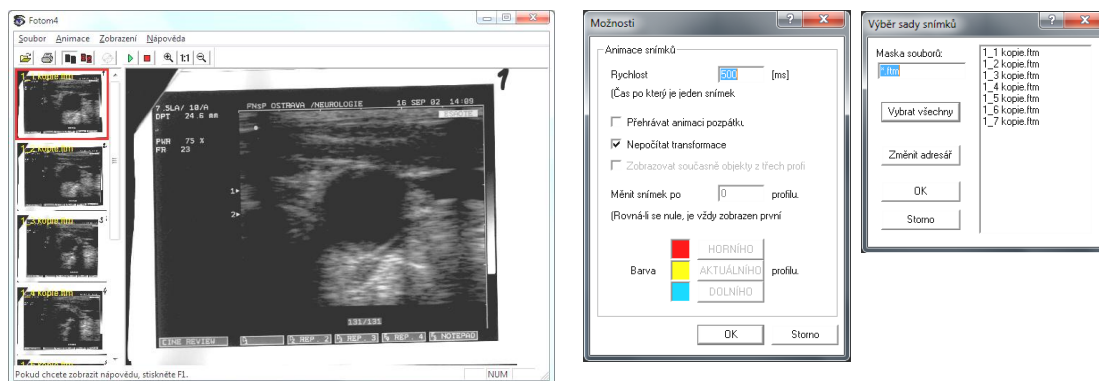 Fotom4
Soubor Animace Zobrazení Nápověda
1:1
1_1 kopie.ftm
1_2 kopie.ftm
1_3 kopie.ftm
1_4 kopie.ftm
1
7.5LA/ 10/A PNsP OSTRAVA /NEUROLOGIE 16 SEP 02 14:09
DPT 24.6 mm
PWR 75 %
FR 23
1
2
131/131
CINE REVIEW REP 2 REP 3 REP 4 NOTEPAD
Pokud chcete zobrazit nápovědu, stiskněte F1. NUM
Možnosti
Animace snímků
Rychlost 500 [ms]
(Čas po který je jeden snímek
Přehrávat animaci pozpátku
Nepočítat transformace
Zobrazovat současně objekty z třech profi
Měnit snímek po 0 profilu.
(Rovná-li se nule, je vždy zobrazen první
HORNÍHO
Barva AKTUÁLNÍHO profilu.
DOLNÍHO
OK Storno
Výběr sady snímků
Maska souborů:
*.ftm
Vybrat všechny
Změnit adresář
OK
Storno
1_1 kopie.ftm
1_2 kopie.ftm
1_3 kopie.ftm
1_4 kopie.ftm
1_5 kopie.ftm
1_6 kopie.ftm
1_7 kopie.ftm